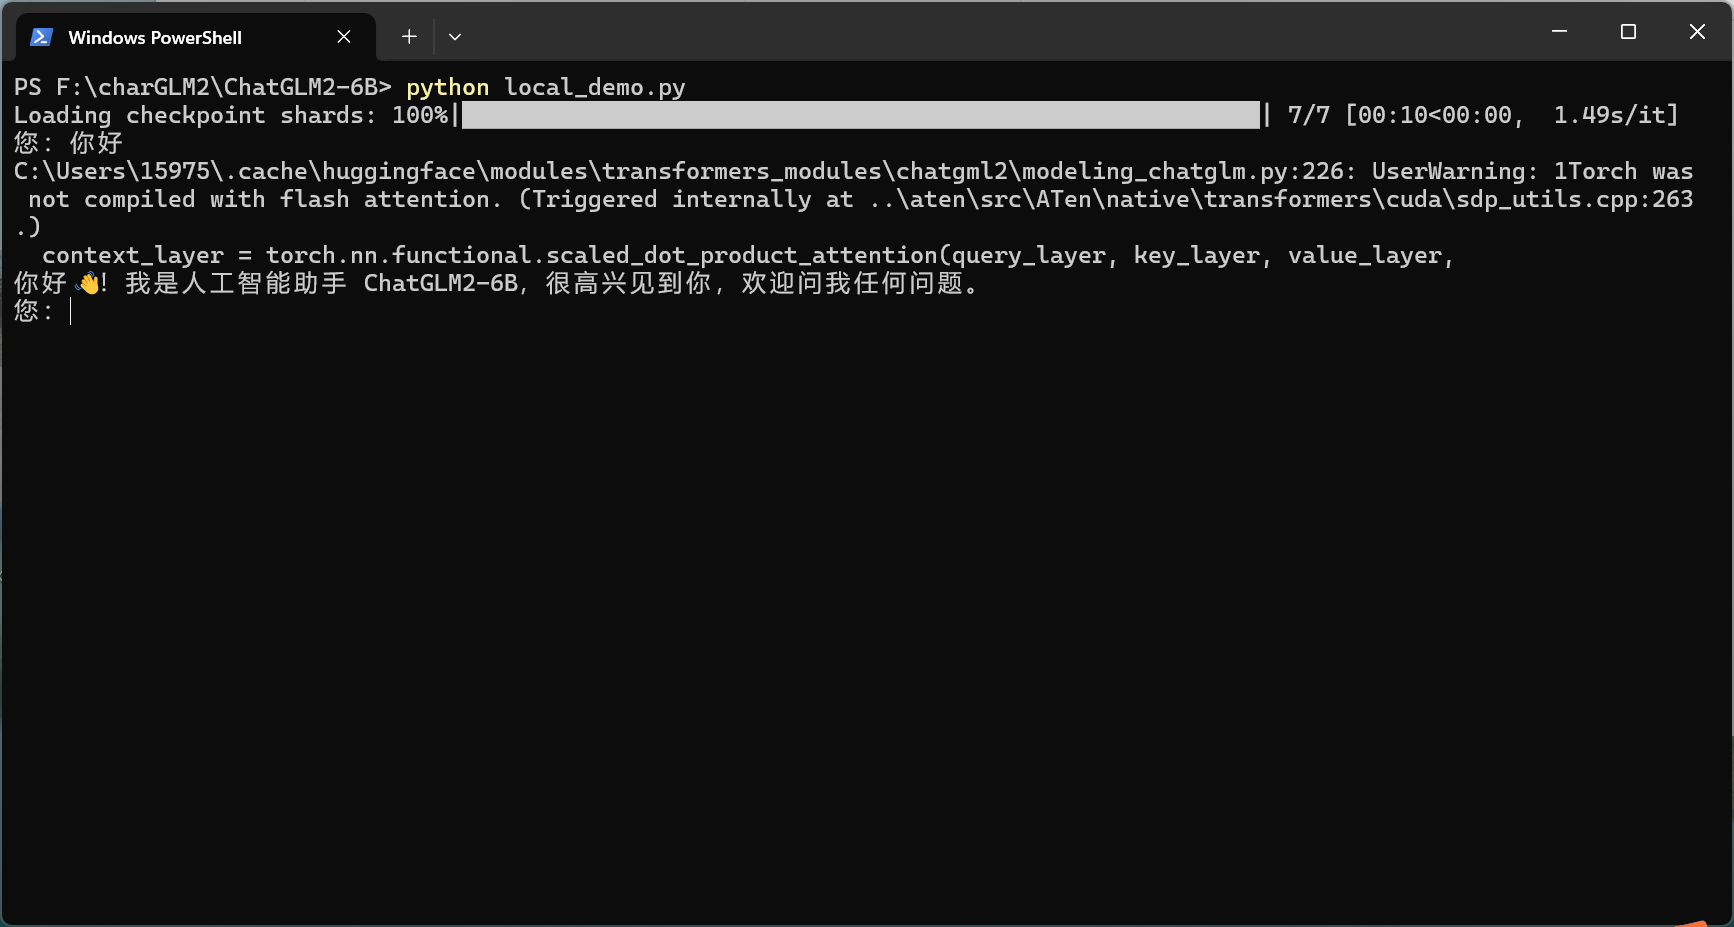 Windows PowerShell
PS F:\charGLM2\ChatGLM2-6B> python local_demo.py
Loading checkpoint shards: 100%|██████████| 7/7 [00:10<00:00,  1.49s/it]
您：你好
C:\Users\15975\.cache\huggingface\modules\transformers_modules\chatgml2\modeling_chatglm.py:226: UserWarning: 1Torch was
 not compiled with flash attention. (Triggered internally at ..\aten\src\ATen\native\transformers\cuda\sdp_utils.cpp:263
.)
  context_layer = torch.nn.functional.scaled_dot_product_attention(query_layer, key_layer, value_layer,
你好👋！我是人工智能助手 ChatGLM2-6B，很高兴见到你，欢迎问我任何问题。
您：